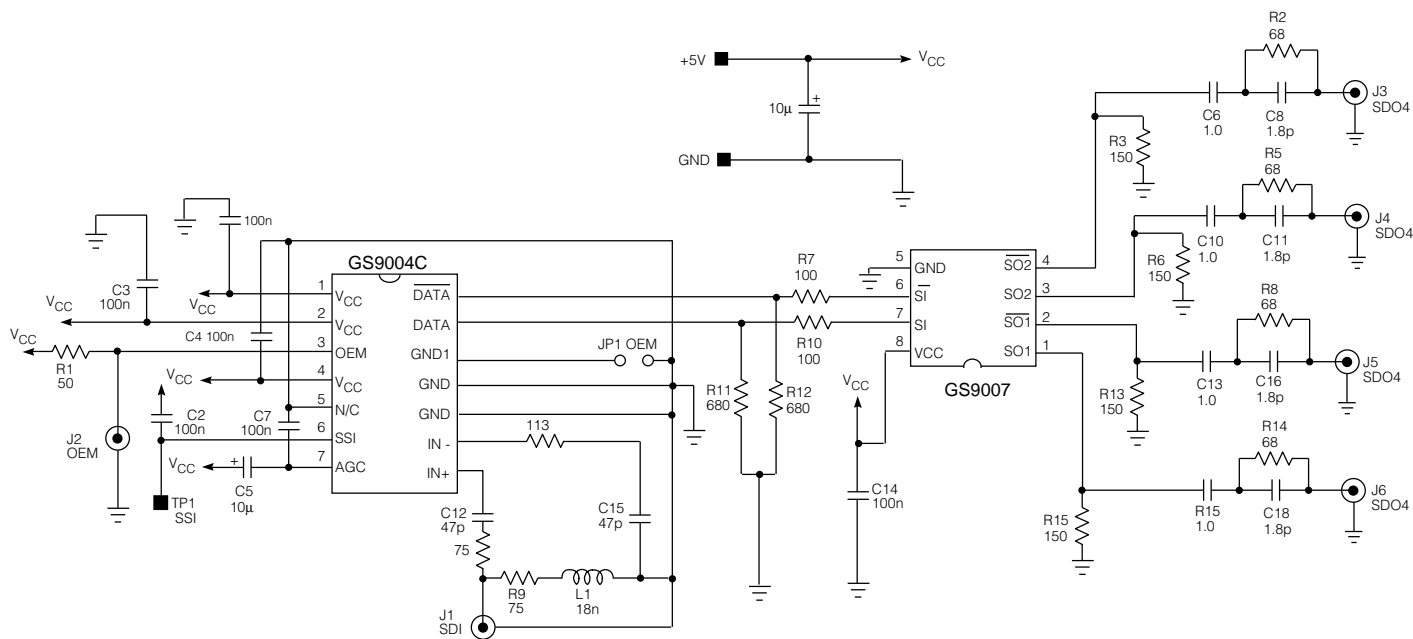 R2
68
+5V
VCC
10µ
+
GND
C6
1.0
C8
1.8p
J3
SDO4
R3
150
R5
68
C10
1.0
C11
1.8p
J4
SDO4
R6
150
100n
C3
100n
VCC
VCC
VCC
R1
50
J2
OEM
C4 100n
VCC
C2
100n
C7
100n
VCC
+
C5
10µ
TP1
SSI
GS9004C
1
VCC
2
VCC
3
OEM
4
VCC
5
N/C
6
SSI
7
AGC
DATA
DATA
GND1
GND
GND
IN -
IN+
JP1 OEM
113
C12
47p
75
C15
47p
R9
75
L1
18n
J1
SDI
R7
100
R10
100
R11
680
R12
680
5
GND
6
SI
7
SI
8
VCC
SO2
4
SO2
3
SO1
2
SO1
1
GS9007
VCC
C14
100n
R8
68
R13
150
C13
1.0
C16
1.8p
J5
SDO4
R14
68
R15
150
R15
1.0
C18
1.8p
J6
SDO4